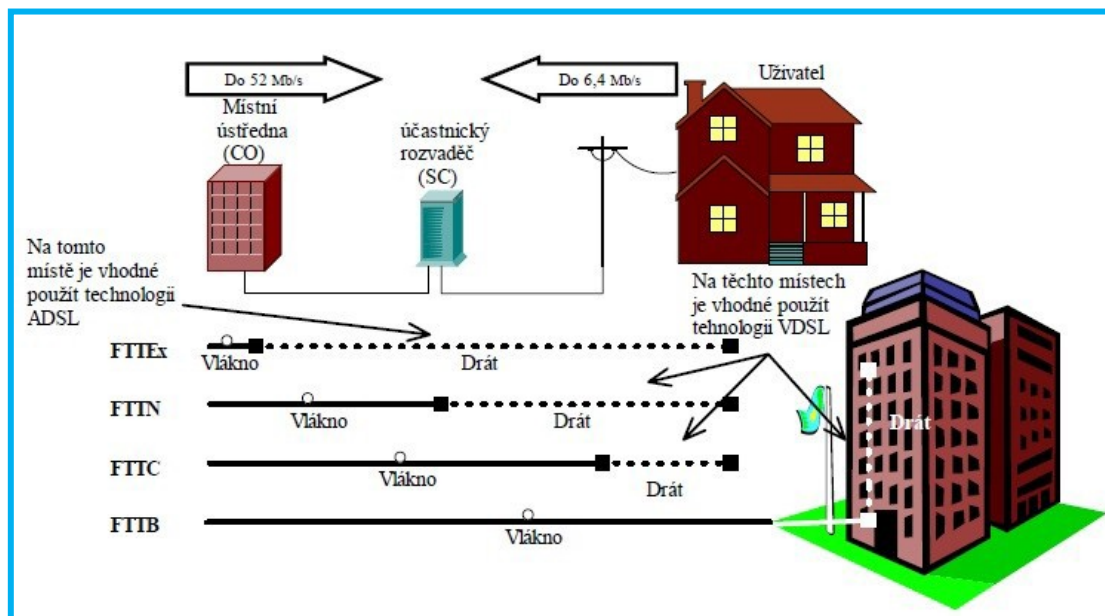 Do 52 Mb/s
Do 6,4 Mb/s
Uživatel
Místní
ústředna
(CO)
účastnický
rozvaděč
(SC)
Na tomto
místě je vhodné
použít technologii
ADSL
Na těchto místech
je vhodné použít
tehnologii VDSL
FTTEx
Vlákno
Drát
FTTN
Vlákno
Drát
Drát
FTTC
Vlákno
Drát
FTTB
Vlákno